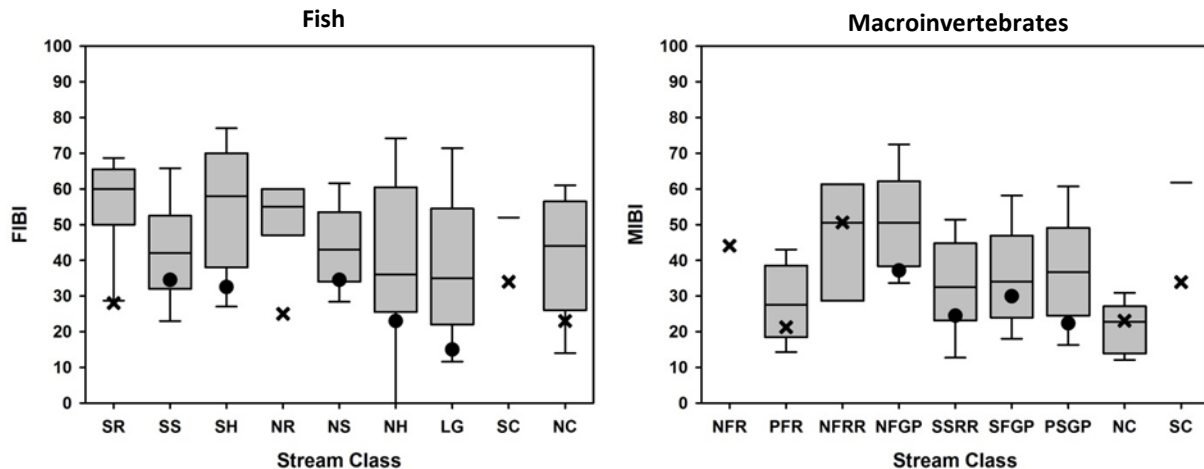 Fish
100
90
80
70
60
50
40
30
20
10
0
FIBI
SR SS SH NR NS NH LG SC NC
Stream Class
Macroinvertebrates
100
90
80
70
60
50
40
30
20
10
0
MIBI
NFR PFR NFRR NFGP SSRR SFGP PSGP NC SC
Stream Class